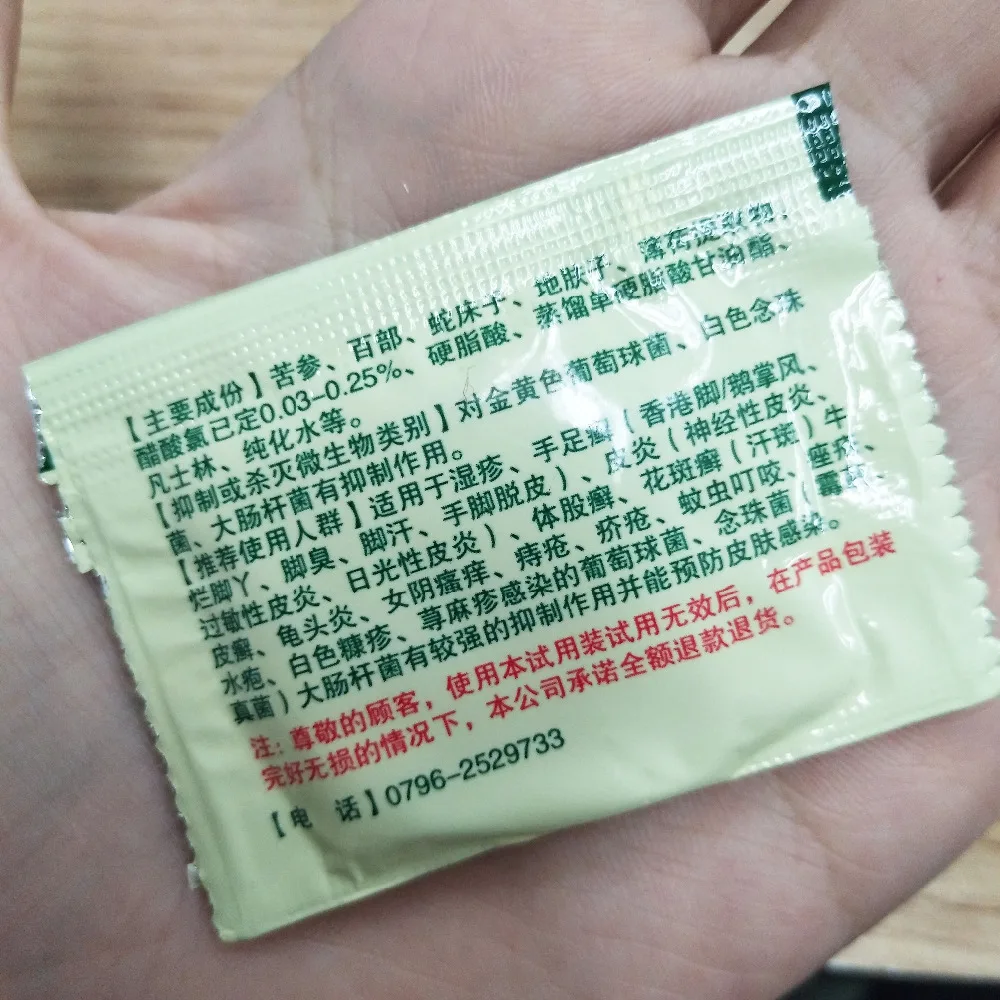 【主要成份】苦参、百部、蛇床子、地肤子、薄荷提取物、
醋酸氯己定0.03-0.25%、硬脂酸、蒸馏单硬脂酸甘油酯、
凡士林、纯化水等。
【抑制或杀灭微生物类别】对金黄色葡萄球菌、白色念珠
菌、大肠杆菌有抑制作用。
【推荐使用人群】适用于湿疹、手足癣（香港脚/鹅掌风、
烂脚丫、脚臭、脚汗、手脚脱皮）、皮炎（神经性皮炎、
过敏性皮炎、日光性皮炎）、体股癣、花斑癣（汗斑）牛
皮癣、龟头炎、女阴瘙痒、痔疮、疥疮、蚊虫叮咬、痤疮、
水疱、白色糠疹、荨麻疹感染的葡萄球菌、念珠菌（霉菌、
真菌）大肠杆菌有较强的抑制作用并能预防皮肤感染。
注：尊敬的顾客，使用本试用装试用无效后，在产品包装
完好无损的情况下，本公司承诺全额退款退货。
【电 话】0796-2529733